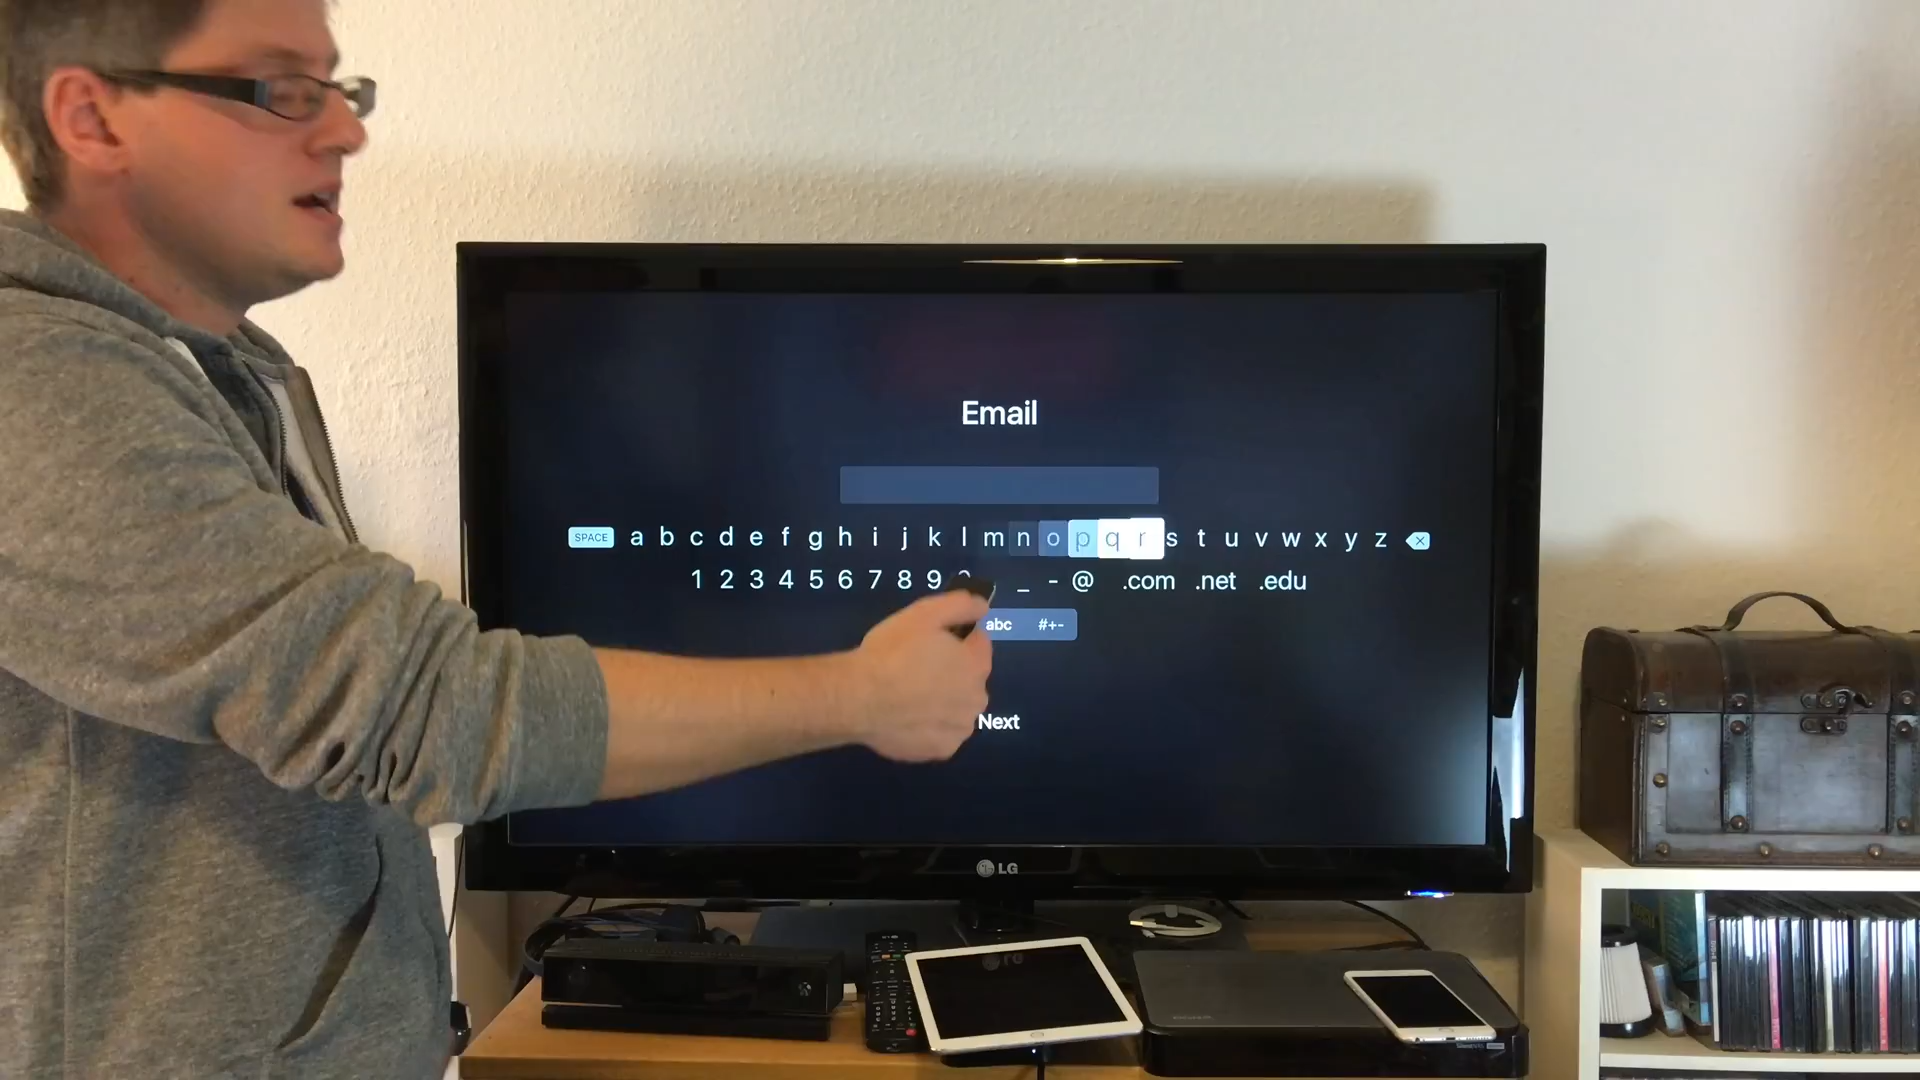 Email
SPACE a b c d e f g h i j k l m n o p q r s t u v w x y z
1 2 3 4 5 6 7 8 9 _ - @ .com .net .edu
abc #+-
Next
LG